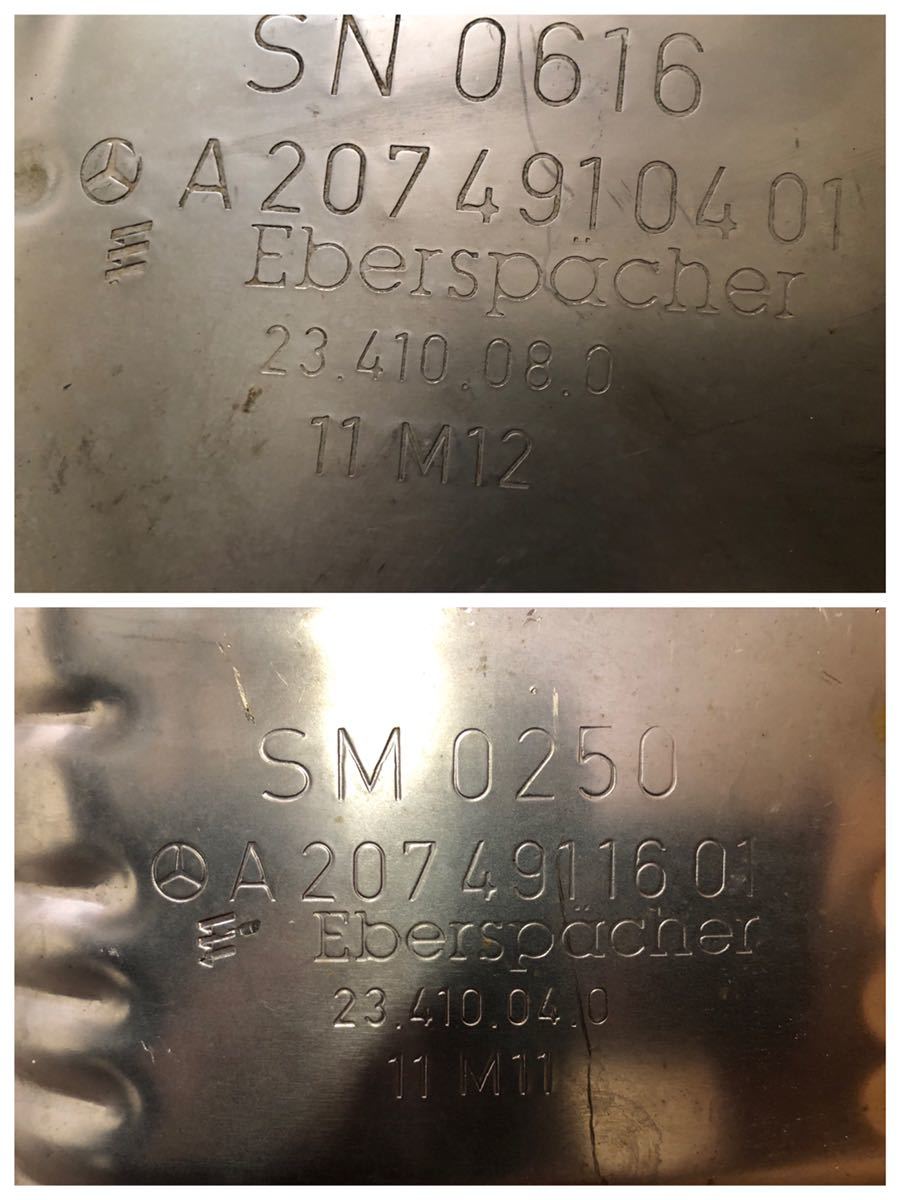 SN 0616
A 207 491 04 01
Eberspächer
23.410.08.0
11 M12
SM 0250
A 207 491 16 01
Eberspächer
23.410.04.0
11 M11